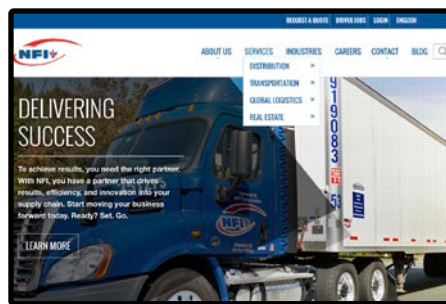 REQUEST A QUOTE DRIVER JOBS LOGIN ENGLISH
NFI
ABOUT US SERVICES INDUSTRIES CAREERS CONTACT BLOG
DISTRIBUTION »
TRANSPORTATION »
GLOBAL LOGISTICS »
REAL ESTATE »
DELIVERING
SUCCESS
To achieve results, you need the right partner.
With NFI, you have a partner that drives
results, efficiency, and innovation into your
supply chain. Start moving your business
forward today. Ready? Set. Go.
LEARN MORE
NFI
919083
53